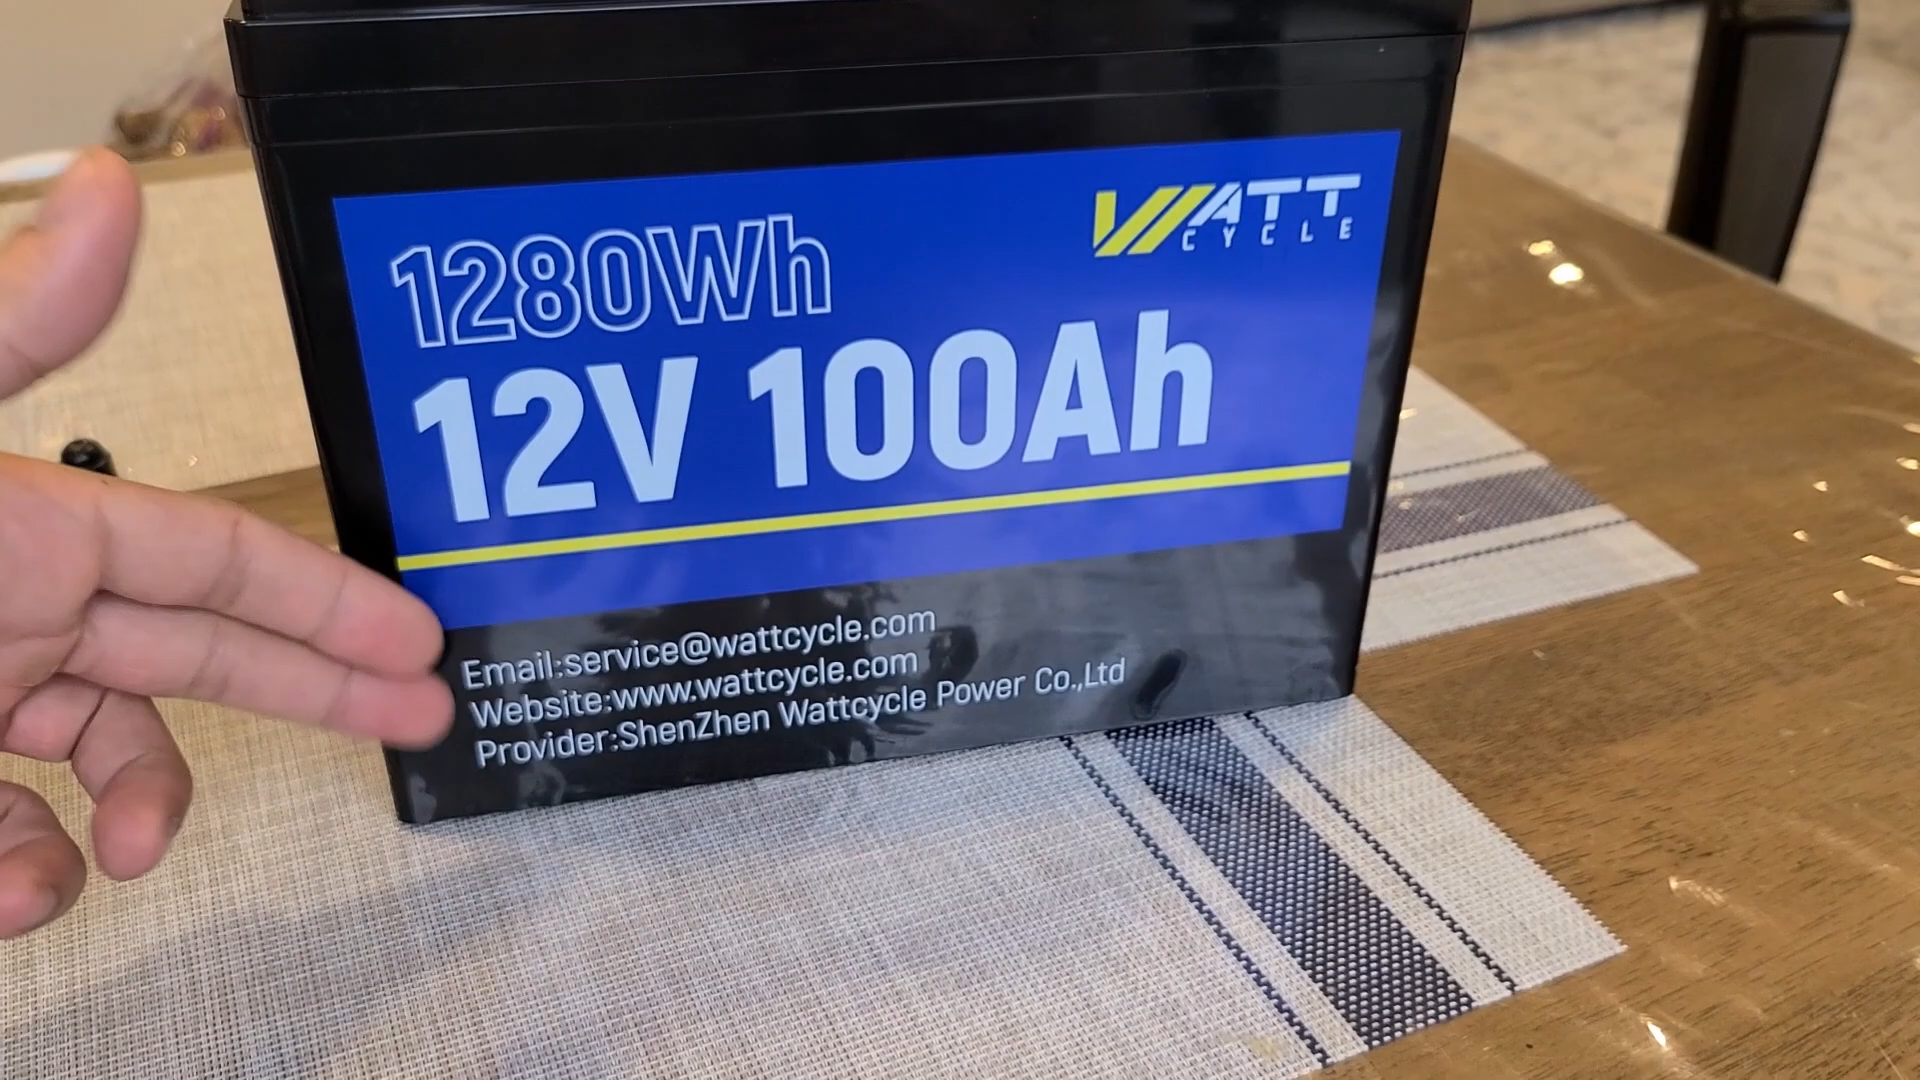 WATT
CYCLE
1280Wh
12V 100Ah
Email:service@wattcycle.com
Website:www.wattcycle.com
Provider:ShenZhen Wattcycle Power Co.,Ltd